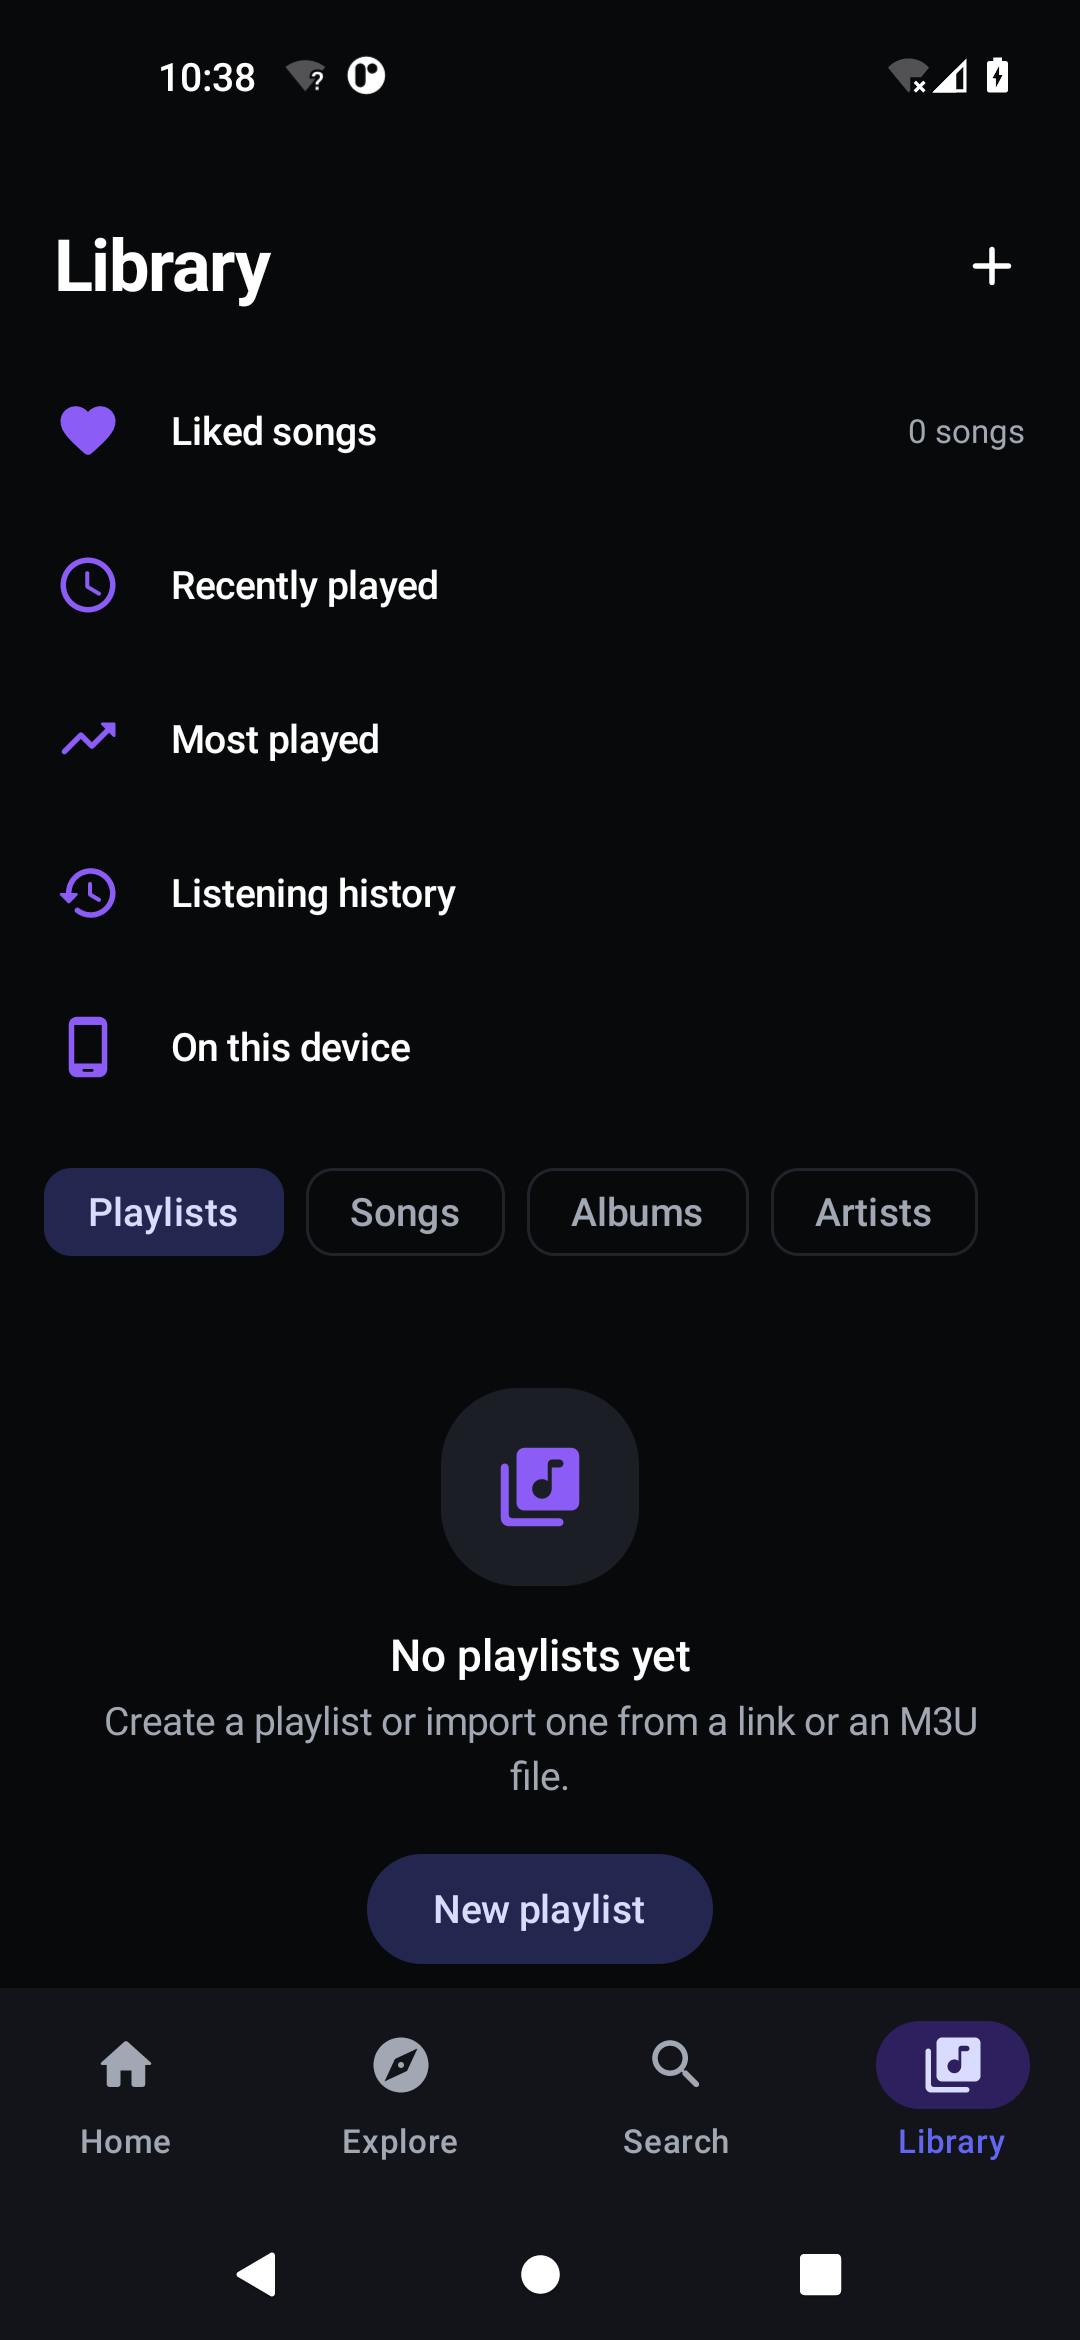 10:38
Library
Liked songs
0 songs
Recently played
Most played
Listening history
On this device
Playlists
Songs
Albums
Artists
No playlists yet
Create a playlist or import one from a link or an M3U
file.
New playlist
Home
Explore
Search
Library